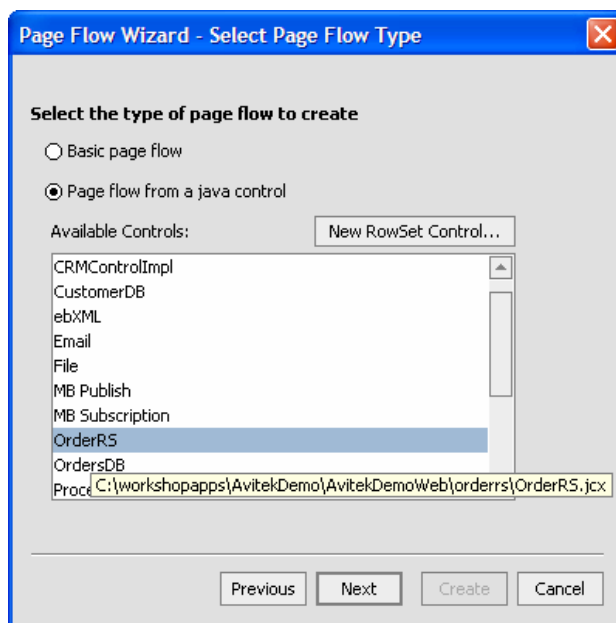 Page Flow Wizard - Select Page Flow Type
Select the type of page flow to create
Basic page flow
Page flow from a java control
Available Controls:
New RowSet Control...
CRMControlImpl
CustomerDB
ebXML
Email
File
MB Publish
MB Subscription
OrderRS
OrdersDB
Proce
C:\workshopapps\AvitekDemo\AvitekDemoWeb\orderrs\OrderRS.jcx
Previous
Next
Create
Cancel